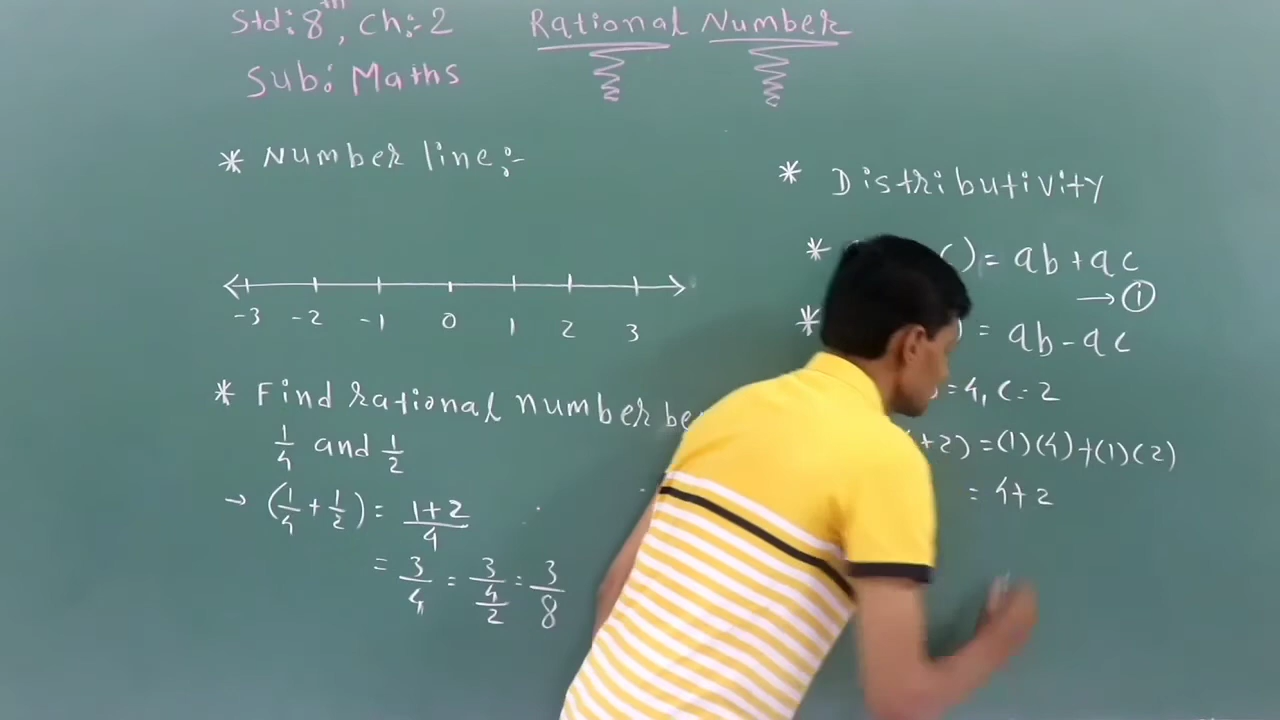 Std:8th, Ch:-2
Sub: Maths
Rational Number
* Number line:-
-3 -2 -1 0 1 2 3
* Find rational number be
1/4 and 1/2
→ (1/4 + 1/2) = 1+2/4
= 3/4 = 3/4/2 = 3/8
* Distributivity
* c) = ab + ac
→ (i)
* ) = ab - ac
= 4, c = 2
+2) = (1)(4)+(1)(2)
= 4+2